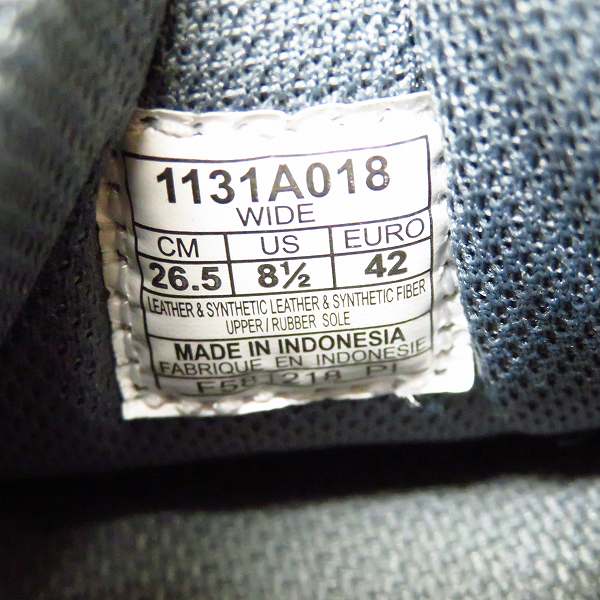 1131A018
WIDE
CM US EURO
26.5 8½ 42
LEATHER & SYNTHETIC LEATHER & SYNTHETIC FIBER
UPPER / RUBBER SOLE
MADE IN INDONESIA
FABRIQUE EN INDONESIE